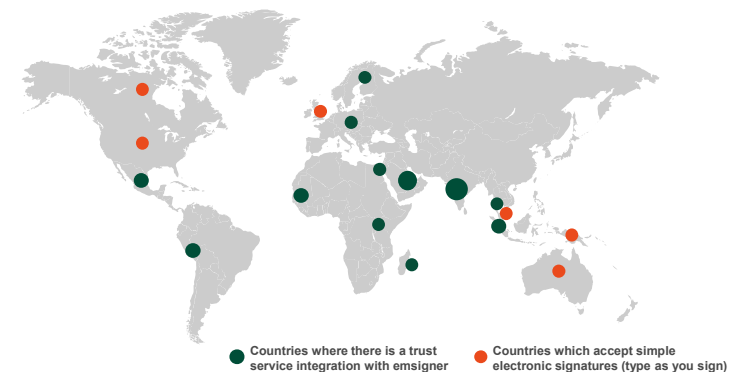 Countries where there is a trust
service integration with emsigner
Countries which accept simple
electronic signatures (type as you sign)